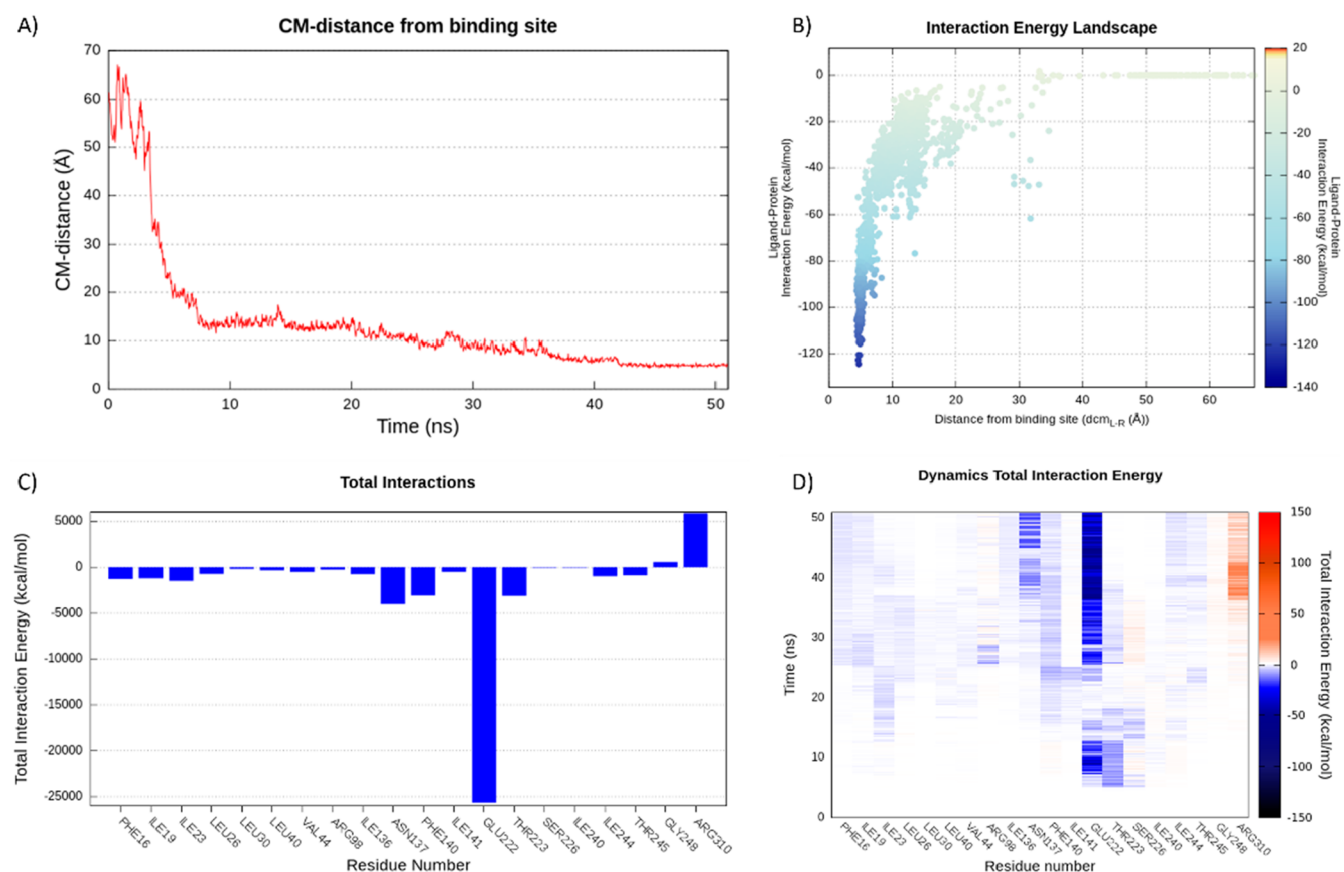 A)
CM-distance from binding site
70
60
50
40
30
20
10
0
CM-distance (Å)
0 10 20 30 40 50
Time (ns)
B)
Interaction Energy Landscape
0
-20
-40
-60
-80
-100
-120
Ligand-Protein
Interaction Energy (kcal/mol)
0 10 20 30 40 50 60
Distance from binding site (dcmL-R (Å))
20
0
-20
-40
-60
-80
-100
-120
-140
Ligand-Protein
Interaction Energy (kcal/mol)
C)
Total Interactions
5000
0
-5000
-10000
-15000
-20000
-25000
Total Interaction Energy (kcal/mol)
PHE16 ILE19 ILE23 LEU26 LEU30 LEU40 VAL44 ARG98 ILE136 ASN137 PHE140 ILE141 GLU222 THR223 SER226 ILE240 ILE244 THR245 GLY248 ARG310
Residue Number
D)
Dynamics Total Interaction Energy
50
40
30
20
10
0
Time (ns)
PHE16 ILE19 ILE23 LEU26 LEU30 LEU40 VAL44 ARG98 ILE136 ASN137 PHE140 ILE141 GLU222 THR223 SER226 ILE240 ILE244 THR245 GLY248 ARG310
Residue number
150
100
50
0
-50
-100
-150
Total Interaction Energy (kcal/mol)